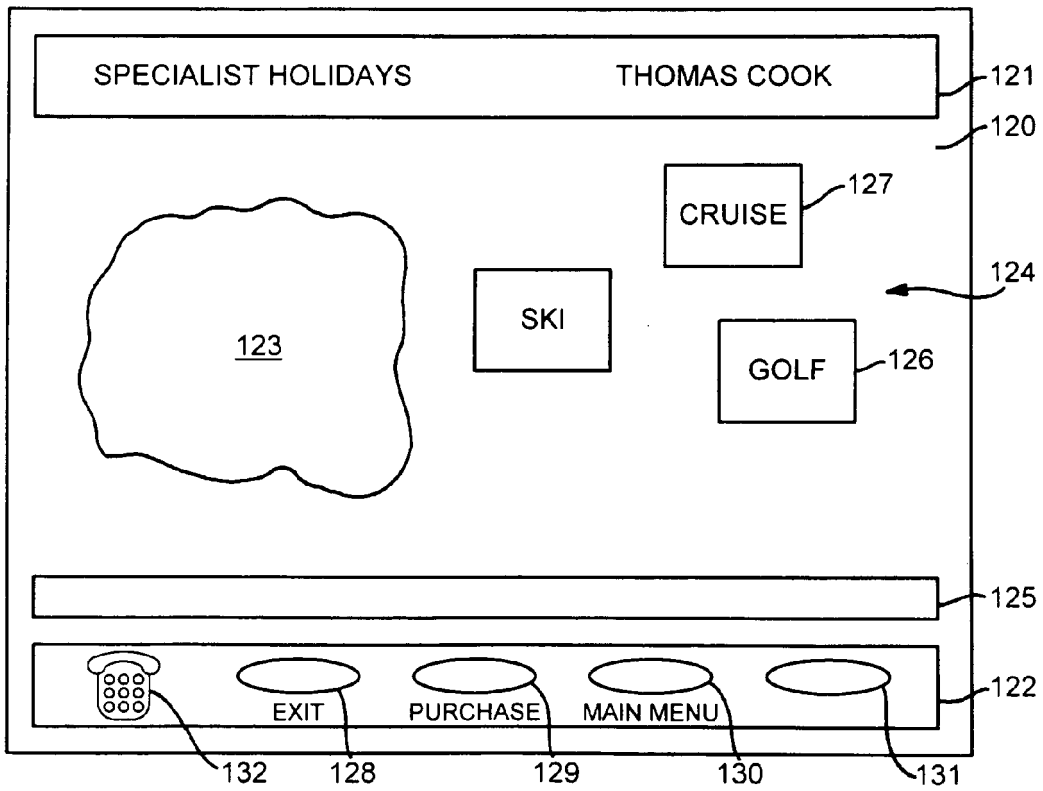 SPECIALIST HOLIDAYS THOMAS COOK
121
120
CRUISE
127
124
SKI
123
GOLF
126
125
122
EXIT PURCHASE MAIN MENU
132 128 129 130 131